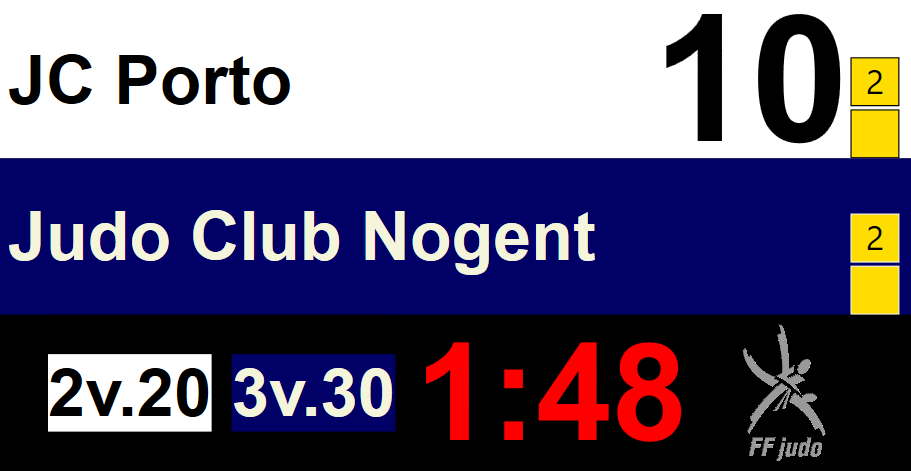 JC Porto 10 2
Judo Club Nogent 2
2v.20 3v.30 1:48
FF judo